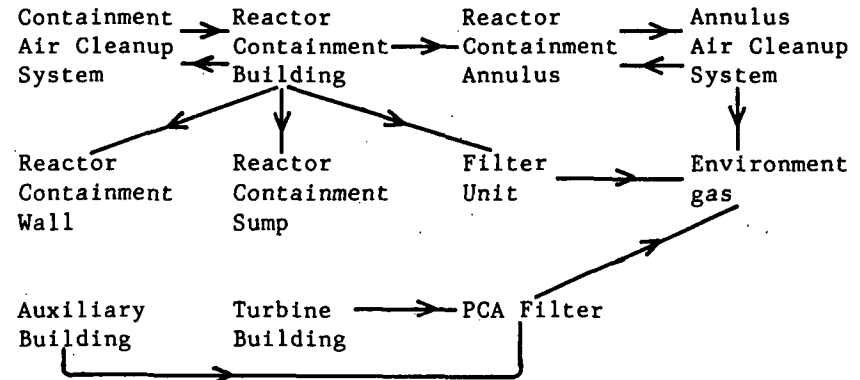 Containment Reactor Reactor Annulus
Air Cleanup Containment Containment Air Cleanup
System Building Annulus System
Reactor Reactor Filter Environment
Containment Containment Unit gas
Wall Sump
Auxiliary Turbine PCA Filter
Building Building